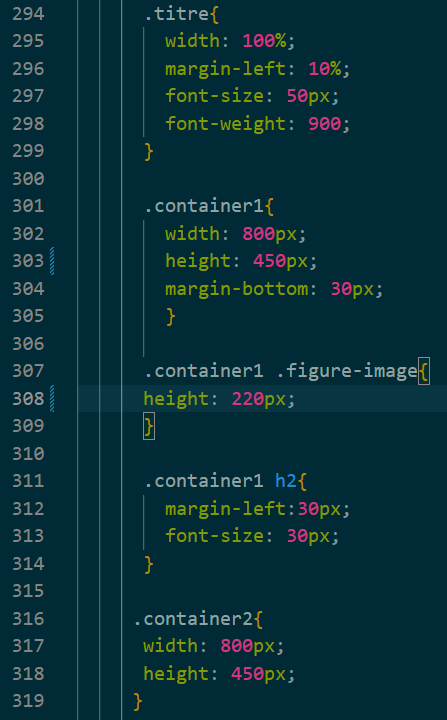 294 .titre{
295 width: 100%;
296 margin-left: 10%;
297 font-size: 50px;
298 font-weight: 900;
299 }
300
301 .container1{
302 width: 800px;
303 height: 450px;
304 margin-bottom: 30px;
305 }
306
307 .container1 .figure-image{
308 height: 220px;
309 }
310
311 .container1 h2{
312 margin-left:30px;
313 font-size: 30px;
314 }
315
316 .container2{
317 width: 800px;
318 height: 450px;
319 }